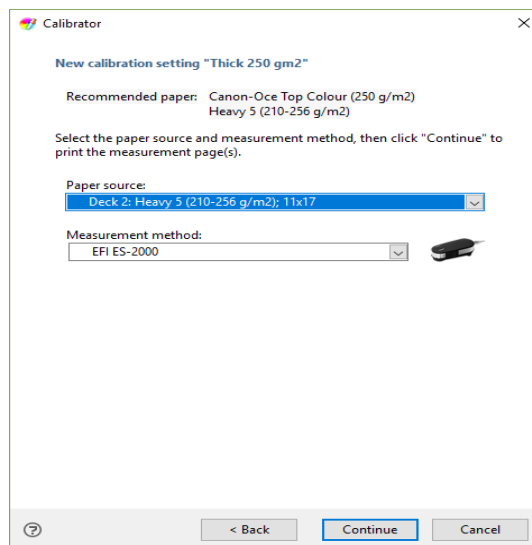 Calibrator
New calibration setting "Thick 250 gm2"
Recommended paper: Canon-Oce Top Colour (250 g/m2)
Heavy 5 (210-256 g/m2)
Select the paper source and measurement method, then click "Continue" to
print the measurement page(s).
Paper source:
Deck 2: Heavy 5 (210-256 g/m2); 11x17
Measurement method:
EFI ES-2000
? < Back Continue Cancel